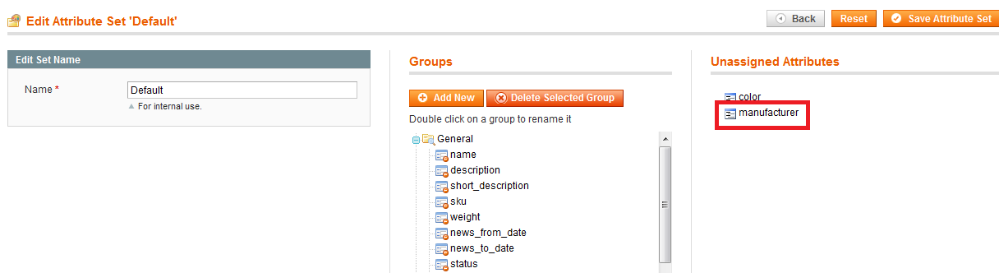 Edit Attribute Set 'Default'
Back
Reset
Save Attribute Set
Edit Set Name
Name *
Default
For internal use.
Groups
Add New
Delete Selected Group
Double click on a group to rename it
General
name
description
short_description
sku
weight
news_from_date
news_to_date
status
Unassigned Attributes
color
manufacturer